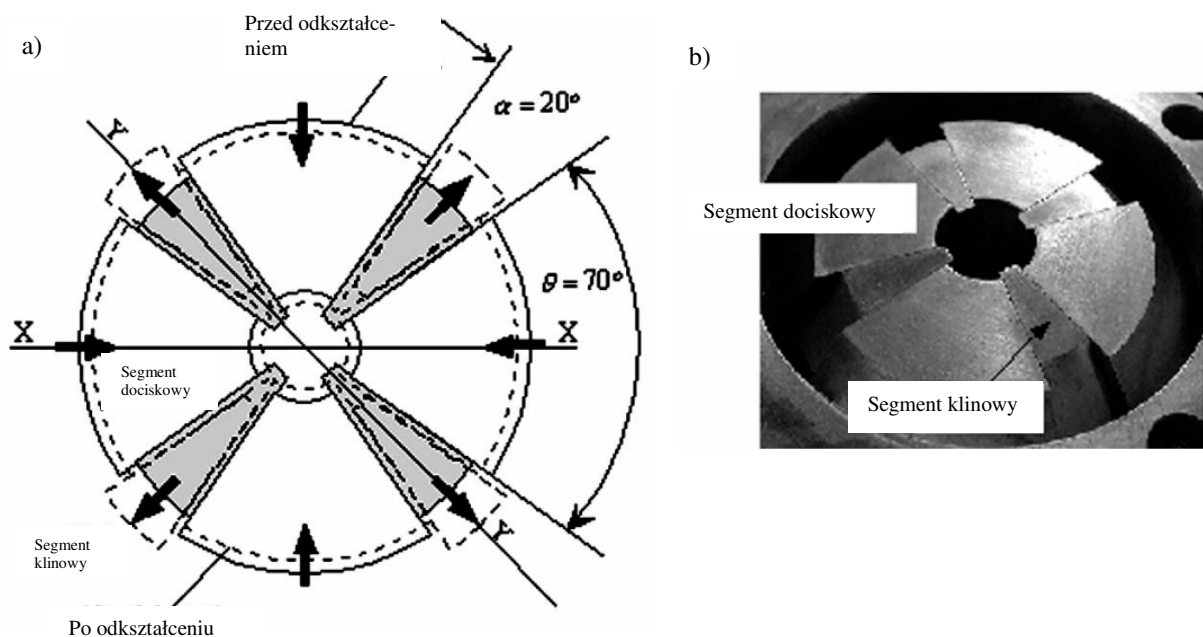 a)
Przed odkształce-
niem
α = 20°
Y
θ = 70°
X
X
Segment
dociskowy
Segment
klinowy
Y
Po odkształceniu
b)
Segment dociskowy
Segment klinowy